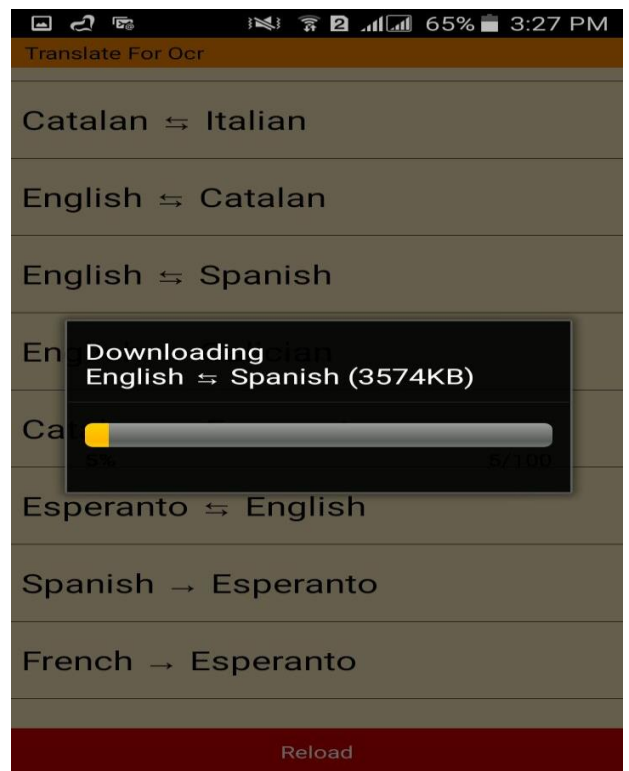 2 65% 3:27 PM
Translate For Ocr
Catalan ⇆ Italian
English ⇆ Catalan
English ⇆ Spanish
Downloading
English ⇆ Spanish (3574KB)
5% 5/100
Esperanto ⇆ English
Spanish → Esperanto
French → Esperanto
Reload